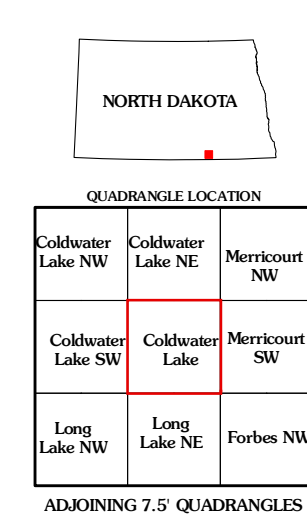 NORTH DAKOTA
QUADRANGLE LOCATION
Coldwater Lake NW
Coldwater Lake NE
Merricourt NW
Coldwater Lake SW
Coldwater Lake
Merricourt SW
Long Lake NW
Long Lake NE
Forbes NW
ADJOINING 7.5' QUADRANGLES